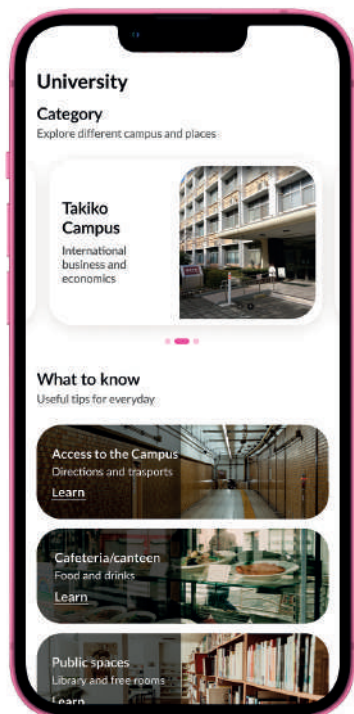 University
Category
Explore different campus and places
Takiko
Campus
International
business and
economics
What to know
Useful tips for everyday
Access to the Campus
Directions and trasports
Learn
Cafeteria/canteen
Food and drinks
Learn
Public spaces
Library and free rooms
Learn